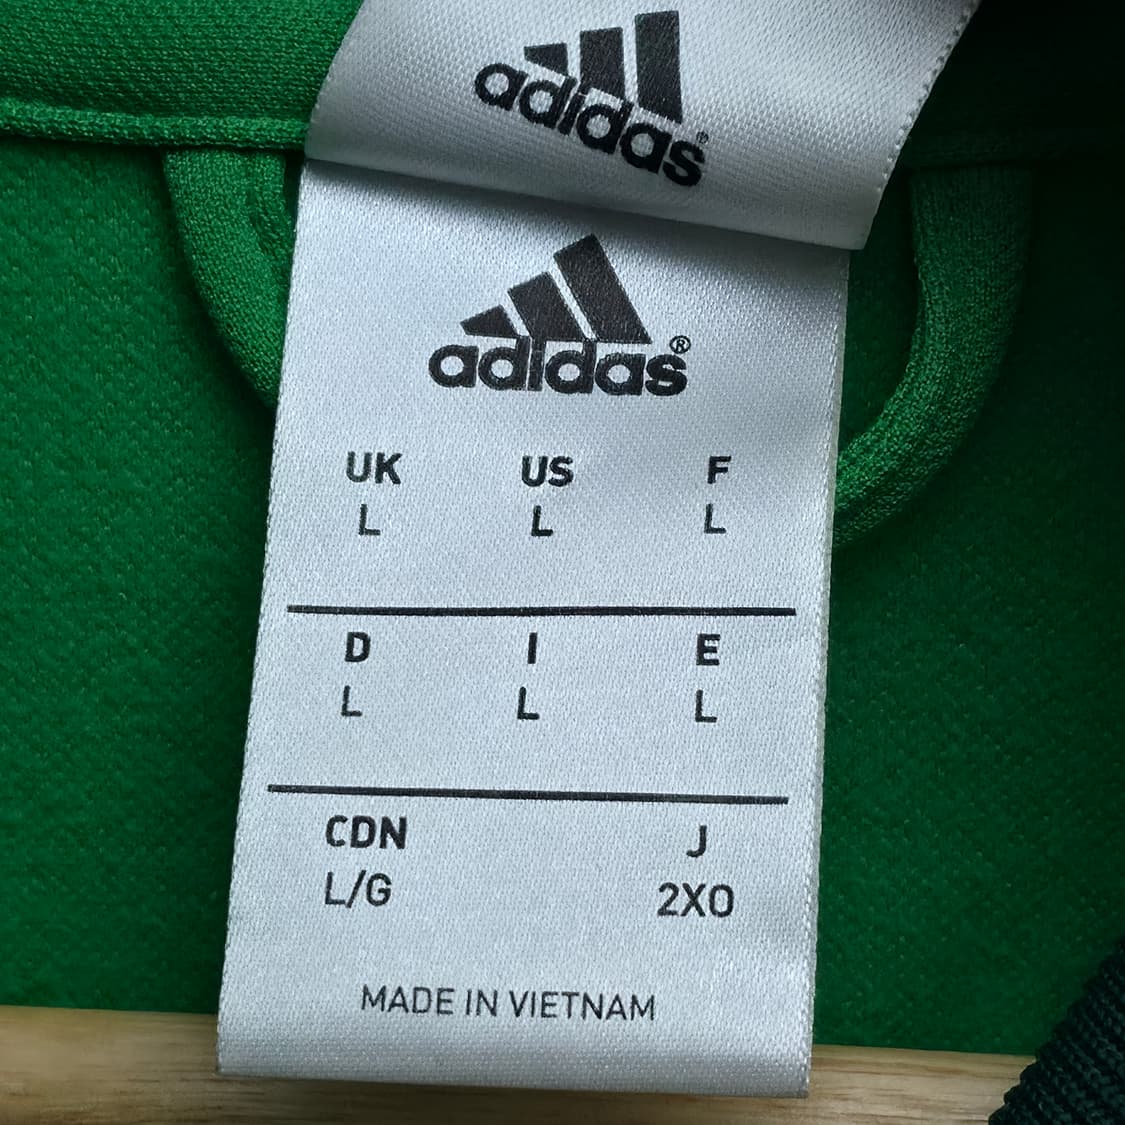 adidas®
adidas®
UK US F
L L L
D I E
L L L
CDN J
L/G 2XO
MADE IN VIETNAM